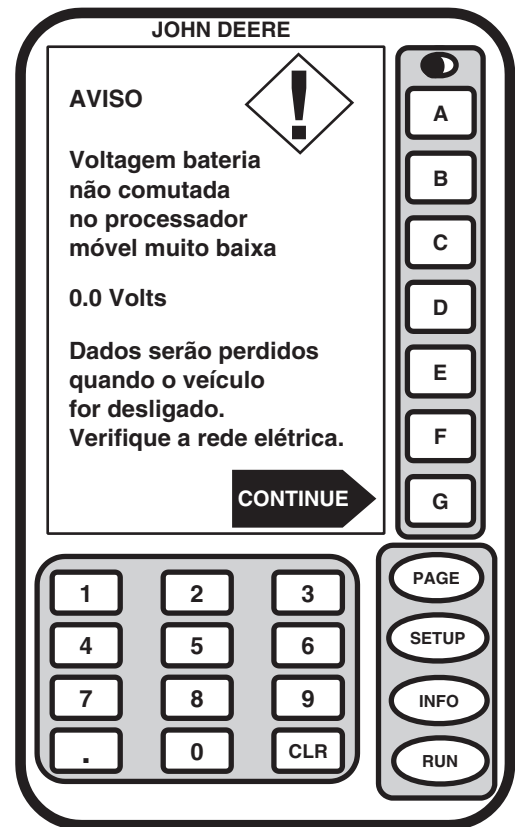 JOHN DEERE
AVISO
!
Voltagem bateria
não comutada
no processador
móvel muito baixa
0.0 Volts
Dados serão perdidos
quando o veículo
for desligado.
Verifique a rede elétrica.
CONTINUE
A
B
C
D
E
F
G
1 2 3
4 5 6
7 8 9
. 0 CLR
PAGE
SETUP
INFO
RUN